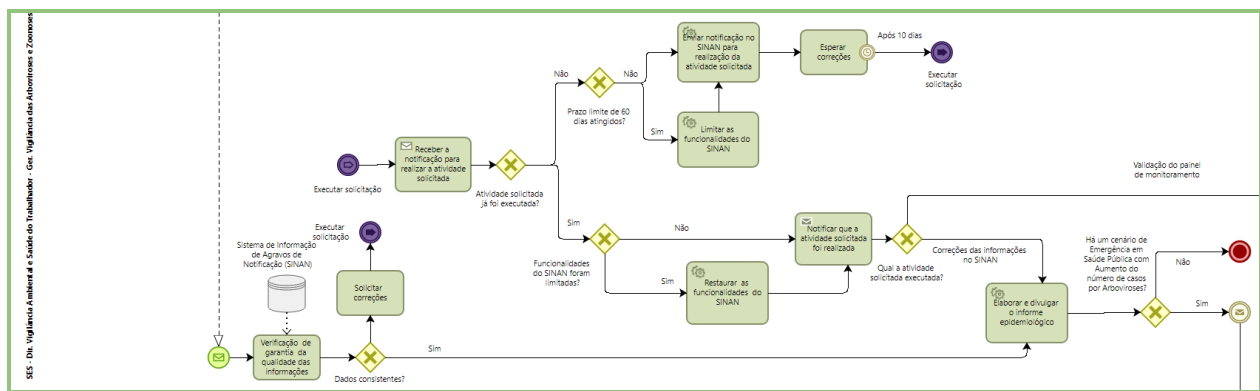 SES - Dir. Vigilância Ambiental e Saúde do Trabalhador - Ger. Vigilância das Arboviroses e Zoonoses
Enviar notificação no
SINAN para
realização da
atividade solicitada
Esperar
correções
Após 10 dias
Executar
solicitação
Não
Não
Prazo limite de 60
dias atingidos?
Sim
Limitar as
funcionalidades do
SINAN
Receber a
notificação para
realizar a atividade
solicitada
Executar solicitação
Atividade solicitada
já foi executada?
Validação do painel
de monitoramento
Sim
Executar
solicitação
Não
Notificar que a
atividade solicitada
foi realizada
Sistema de Informação
de Agravos de
Notificação (SINAN)
Funcionalidades
do SINAN foram
limitadas?
Qual a atividade
solicitada executada?
Correções das informações
no SINAN
Há um cenário de
Emergência em
Saúde Pública com
Aumento do
número de casos
por Arboviroses?
Não
Solicitar
correções
Sim
Restaurar as
funcionalidades do
SINAN
Elaborar e divulgar
o informe
epidemiológico
Sim
Verificação de
garantia da
qualidade das
informações
Sim
Dados consistentes?